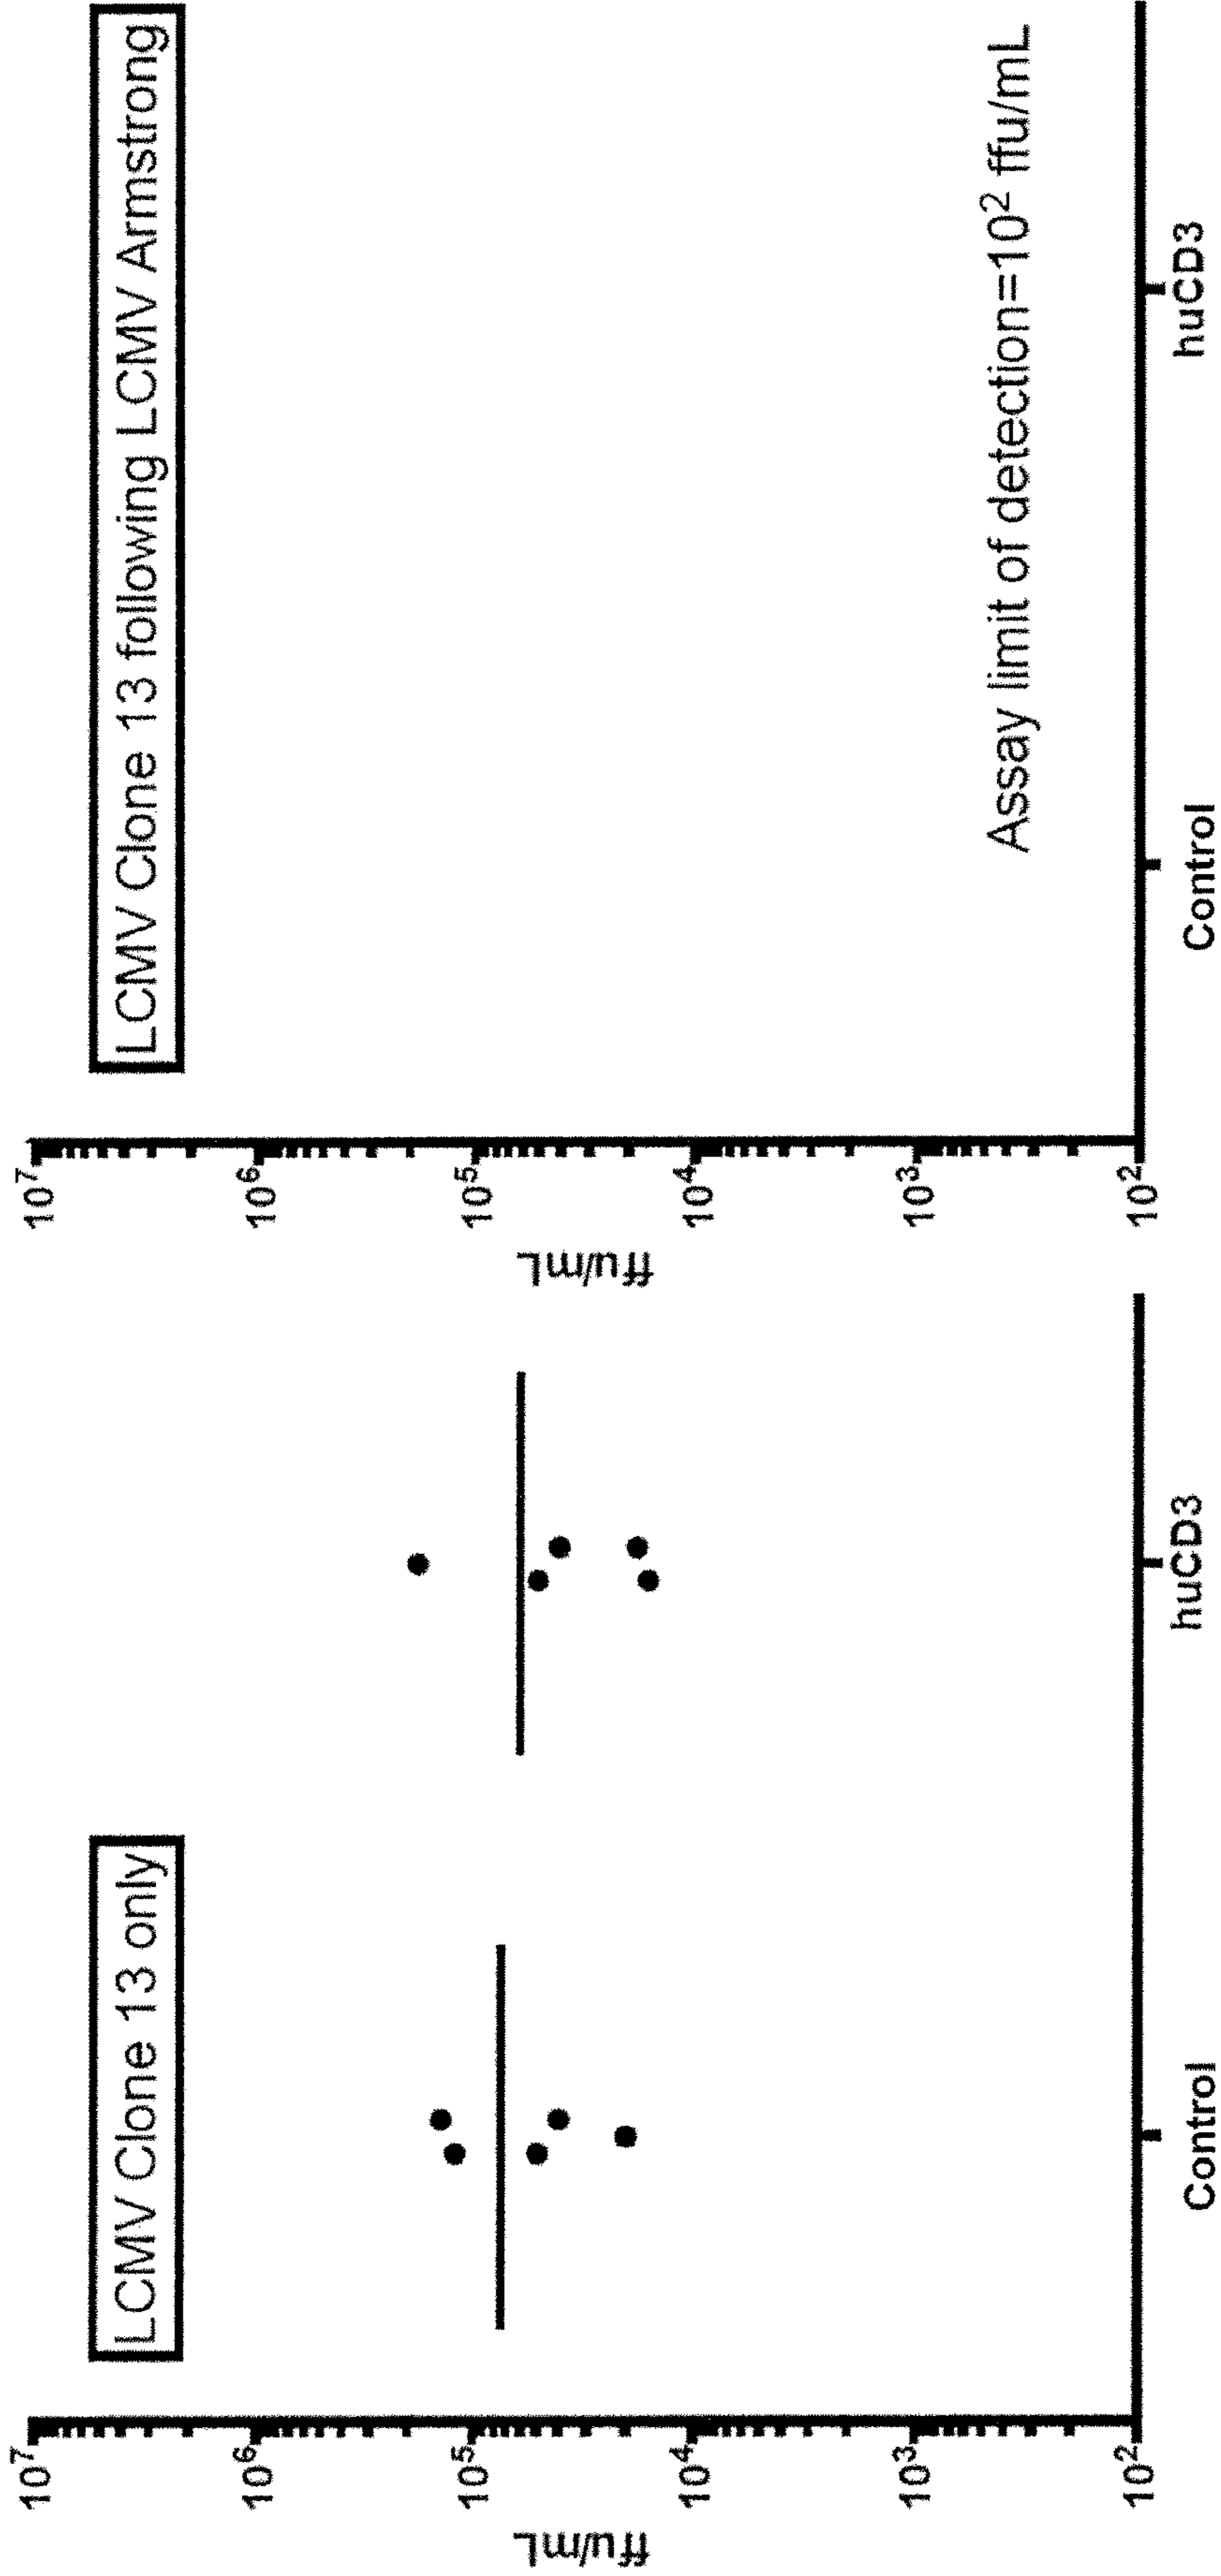 LCMV Clone 13 only
10⁷
10⁶
10⁵
10⁴
10³
10²
ffu/mL
Control
huCD3
LCMV Clone 13 following LCMV Armstrong
10⁷
10⁶
10⁵
10⁴
10³
10²
ffu/mL
Assay limit of detection=10² ffu/mL
Control
huCD3